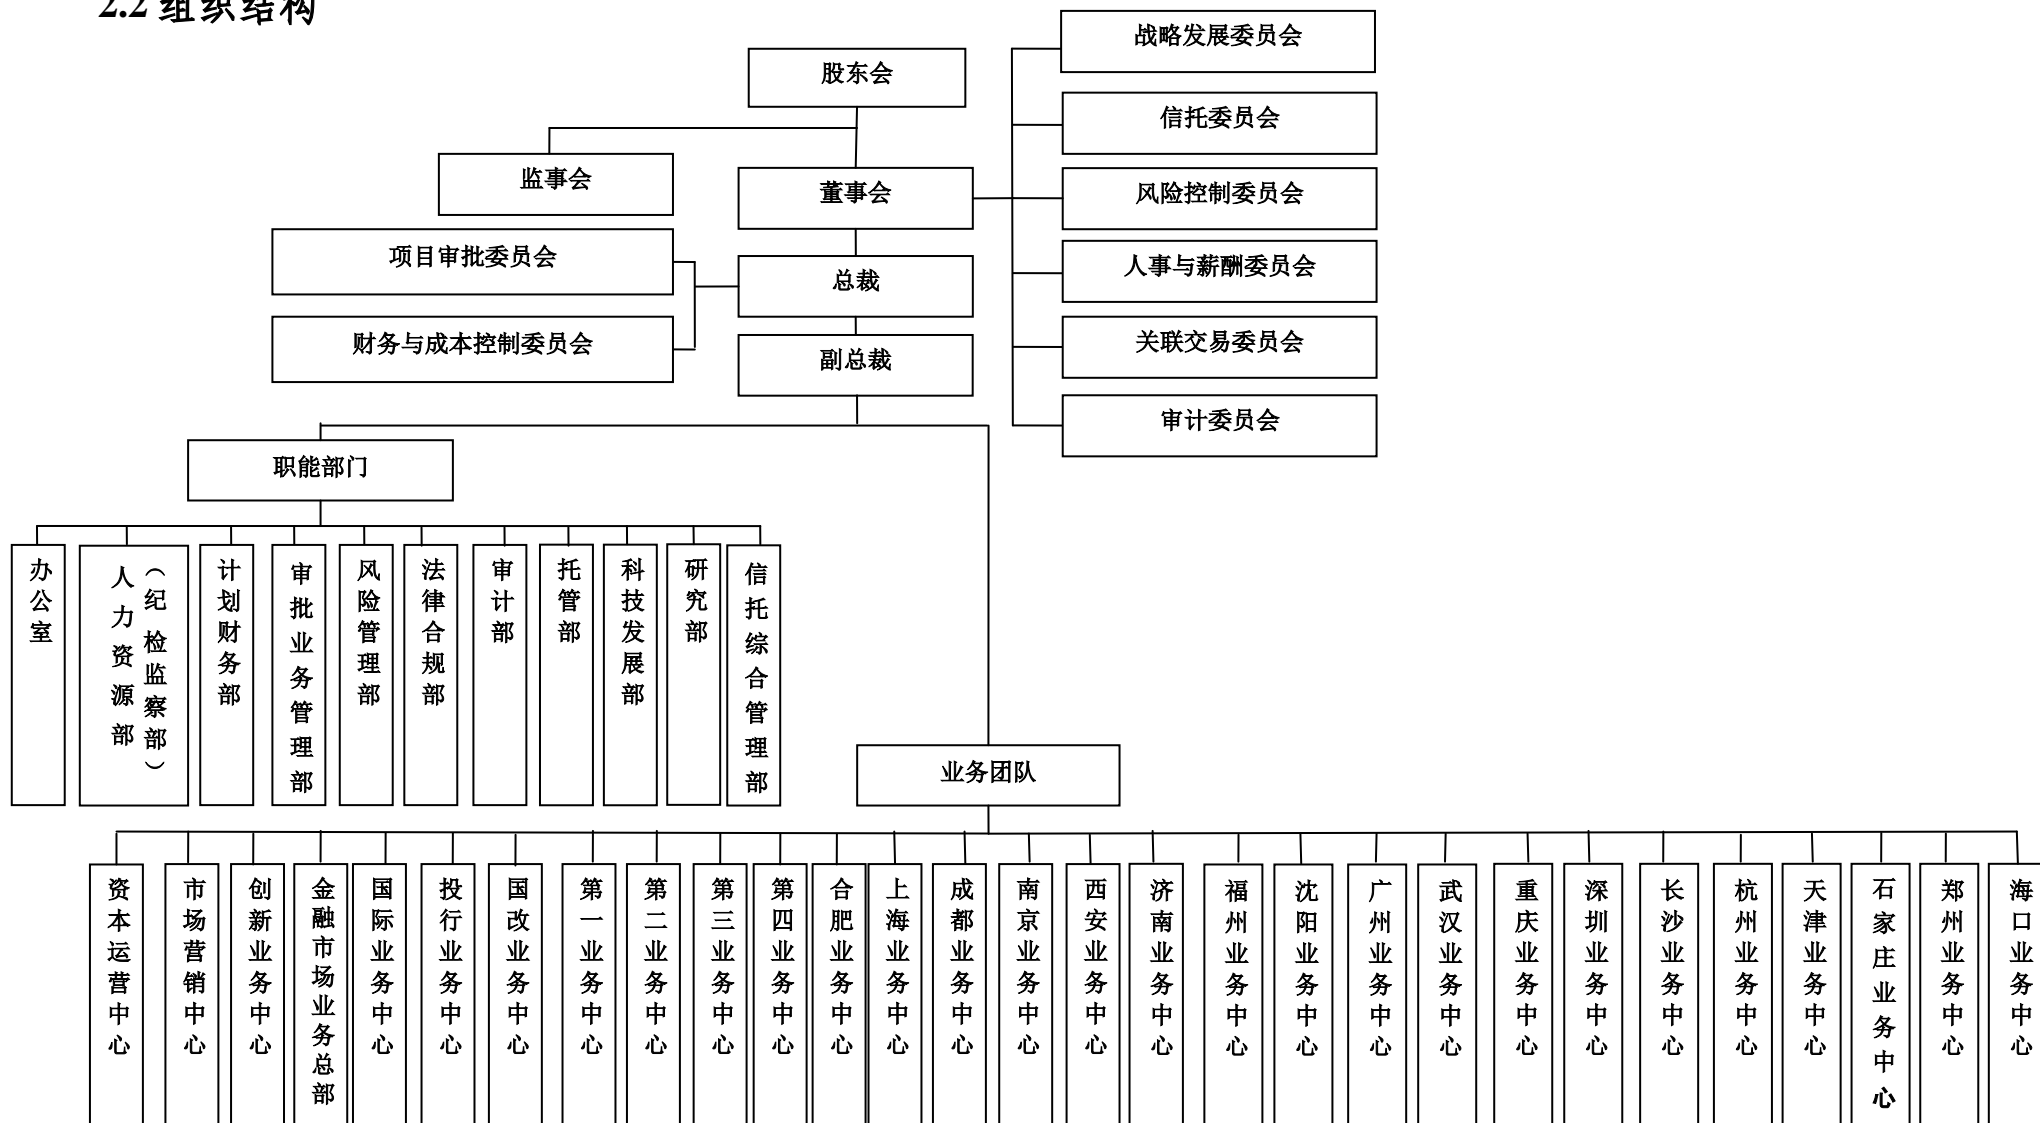 2.2 组织结构
股东会
监事会
董事会
战略发展委员会
信托委员会
风险控制委员会
人事与薪酬委员会
关联交易委员会
审计委员会
项目审批委员会
财务与成本控制委员会
总裁
副总裁
职能部门
办公室
人力资源部
（纪检监察部）
计划财务部
审批业务管理部
风险管理部
法律合规部
审计部
托管部
科技发展部
研究部
信托综合管理部
业务团队
资本运营中心
市场营销中心
创新业务中心
金融市场业务总部
国际业务中心
投行业务中心
国改业务中心
第一业务中心
第二业务中心
第三业务中心
第四业务中心
合肥业务中心
上海业务中心
成都业务中心
南京业务中心
西安业务中心
济南业务中心
福州业务中心
沈阳业务中心
广州业务中心
武汉业务中心
重庆业务中心
深圳业务中心
长沙业务中心
杭州业务中心
天津业务中心
石家庄业务中心
郑州业务中心
海口业务中心